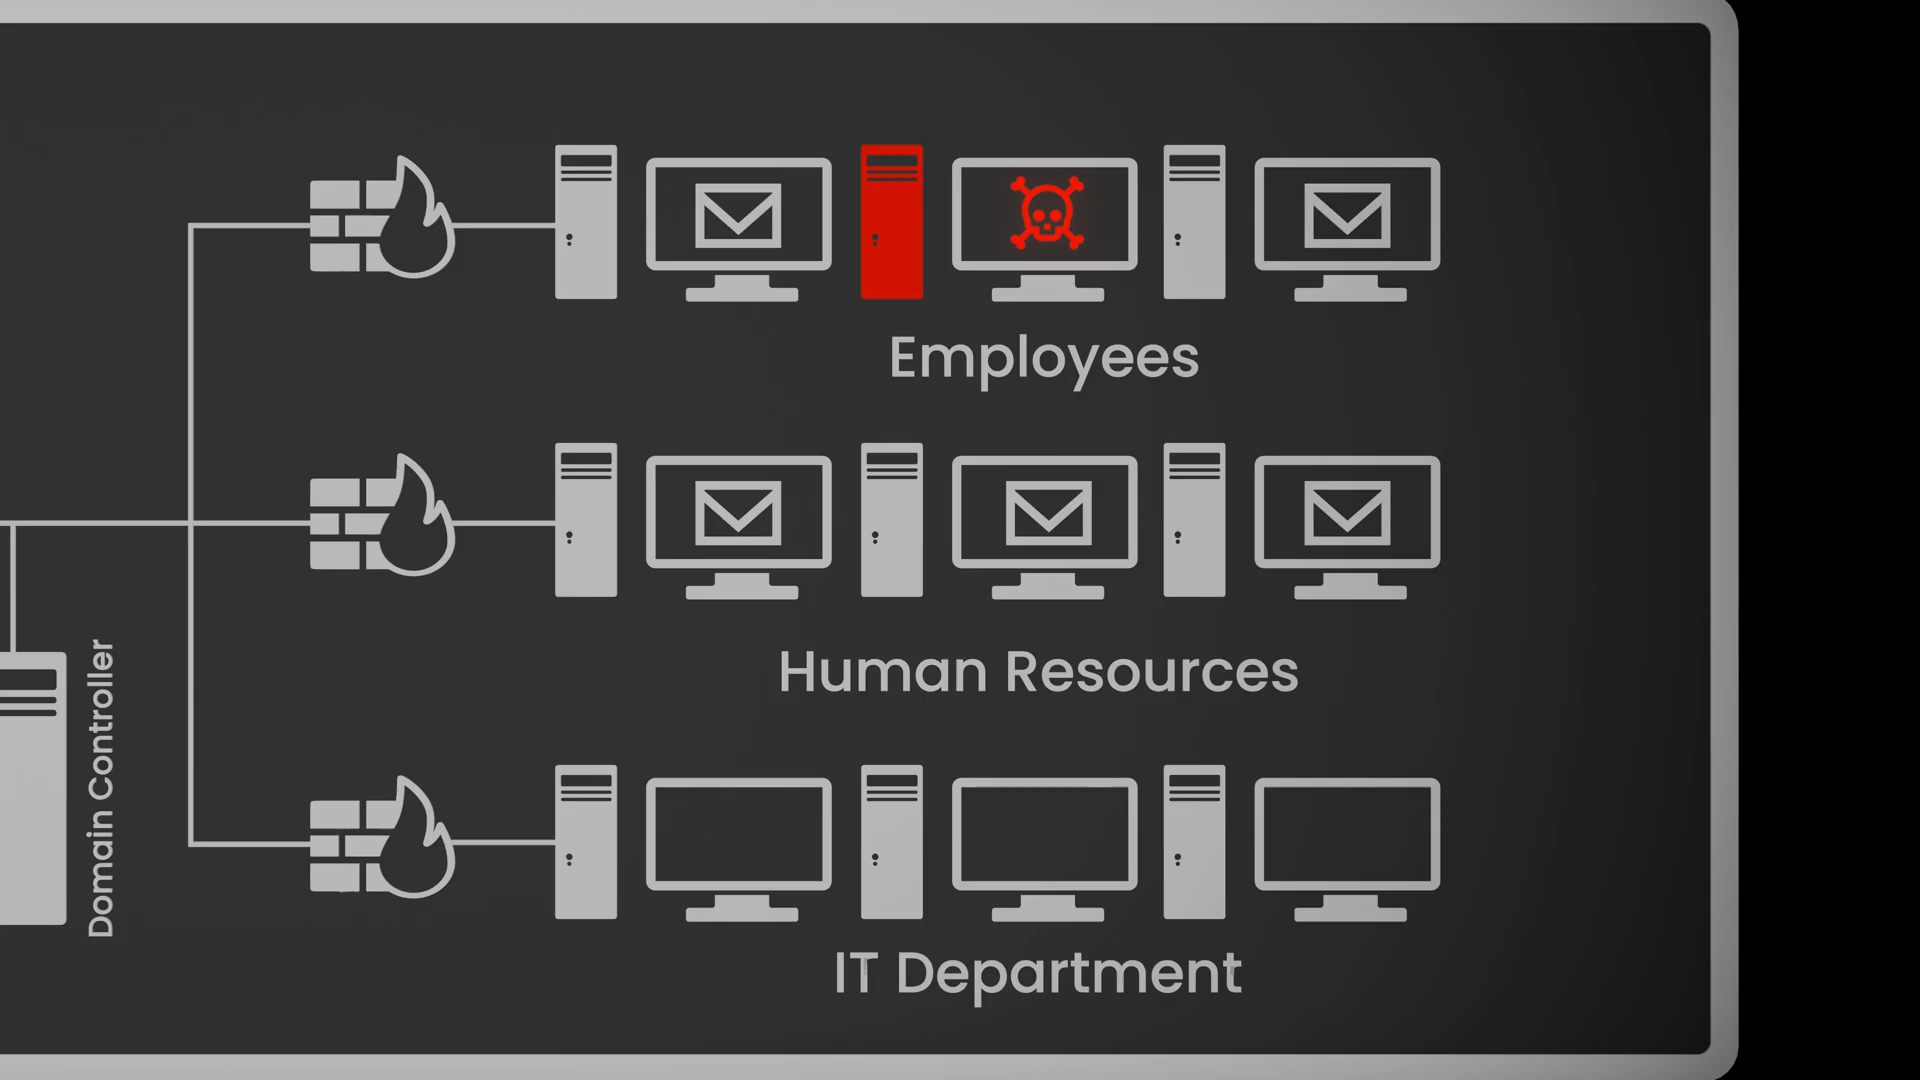 Employees
Human Resources
Domain Controller
IT Department